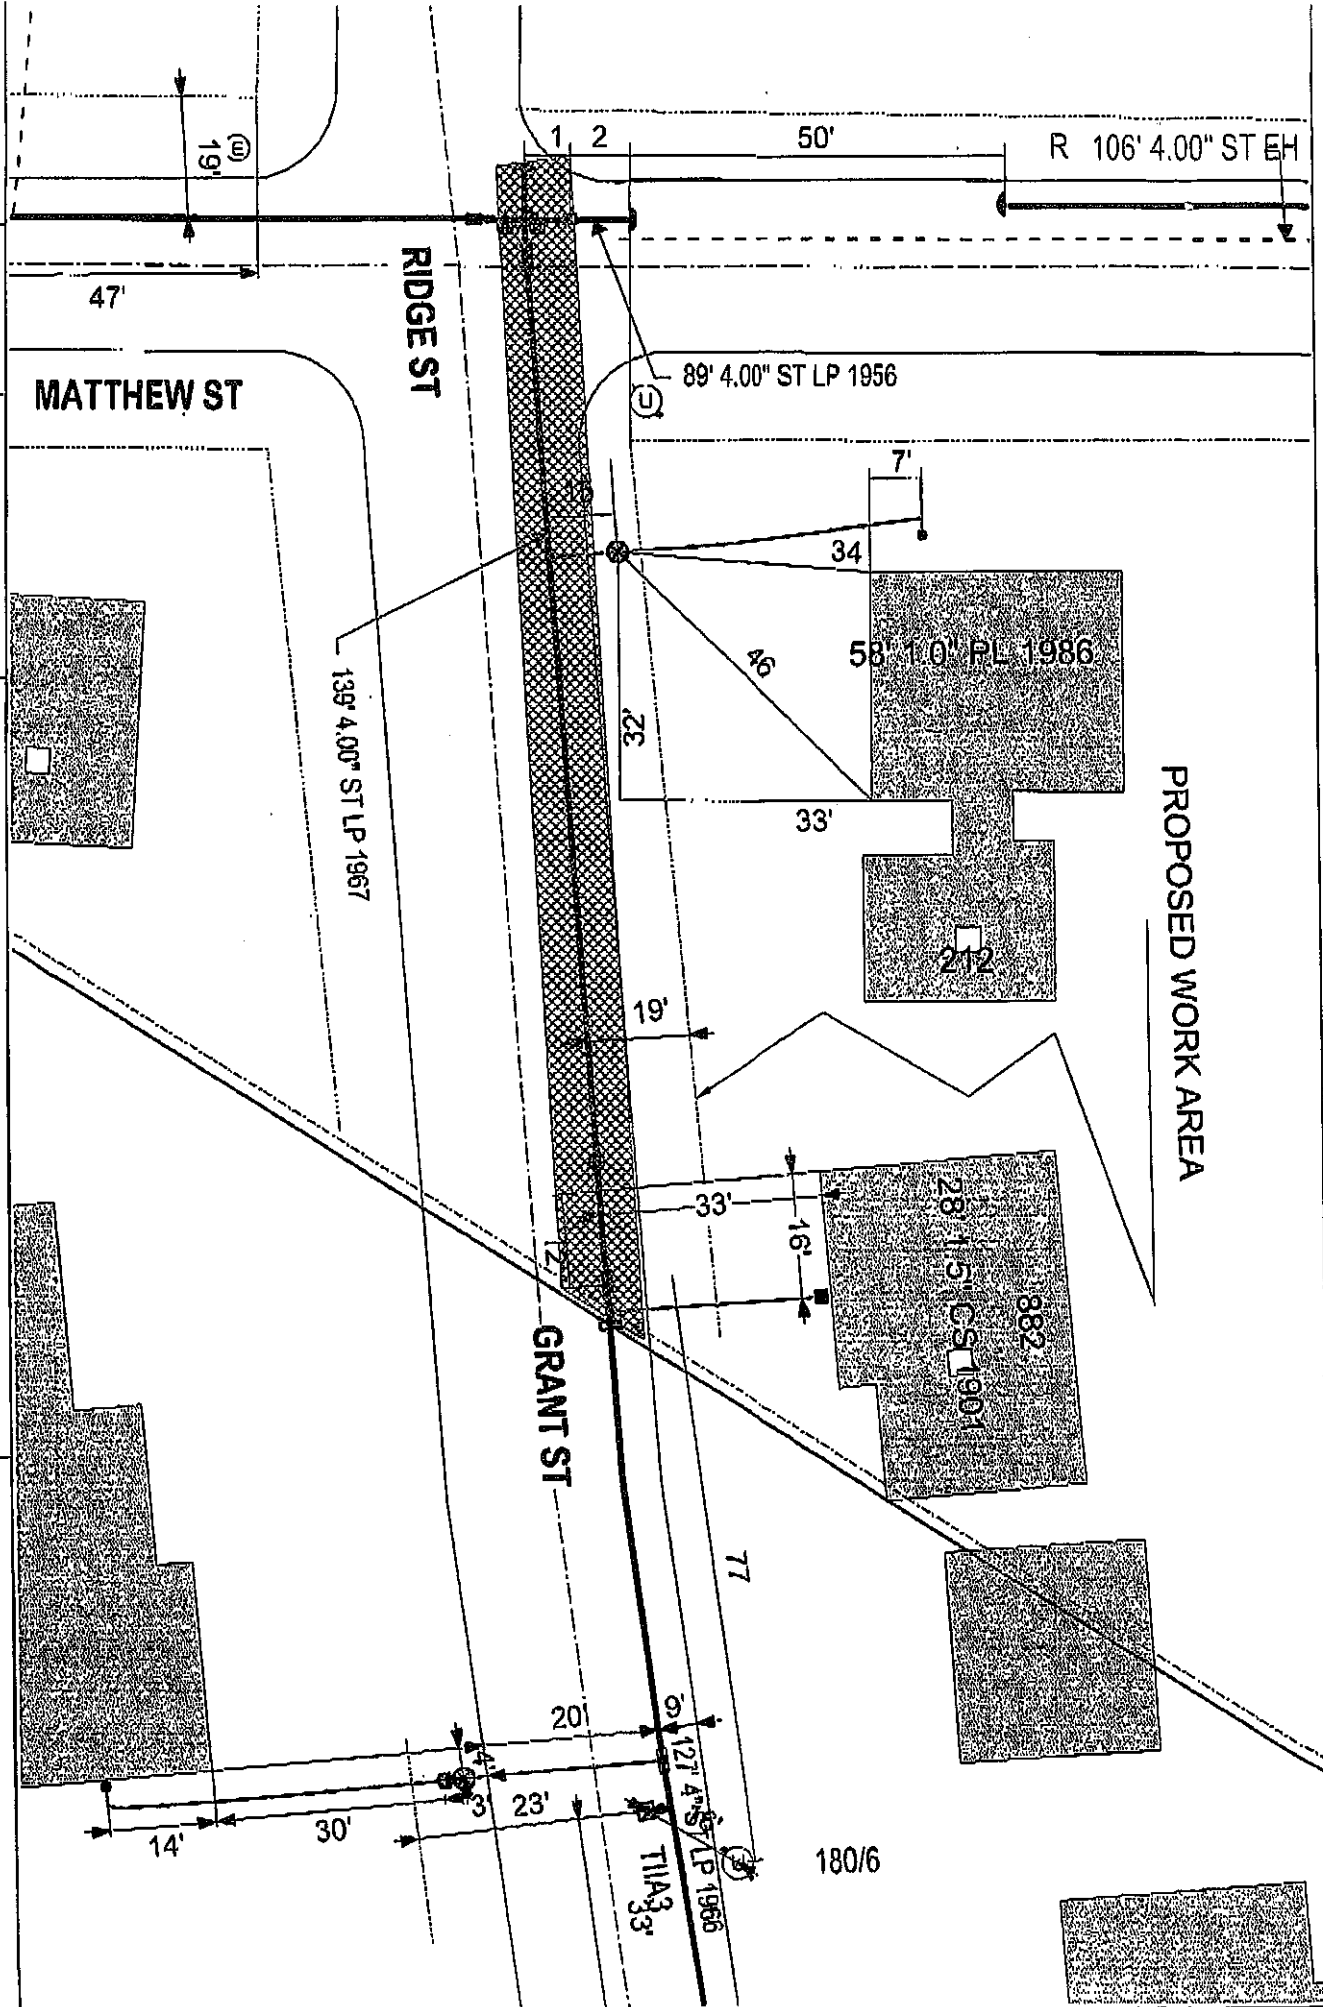 1 2 50' R 106' 4.00" ST EH
19'
47'
RIDGE ST
MATTHEW ST
89' 4.00" ST LP 1956
7'
34
58' 1.0" PL 1986
46
32'
33'
139' 4.00" ST LP 1967
212
PROPOSED WORK AREA
19'
33'
16'
28' 1.5" CS 1901
882
12'
GRANT ST
77
20'
9'
4'
3'
23'
14'
30'
LP 1966
TIIA3
33'
180/6